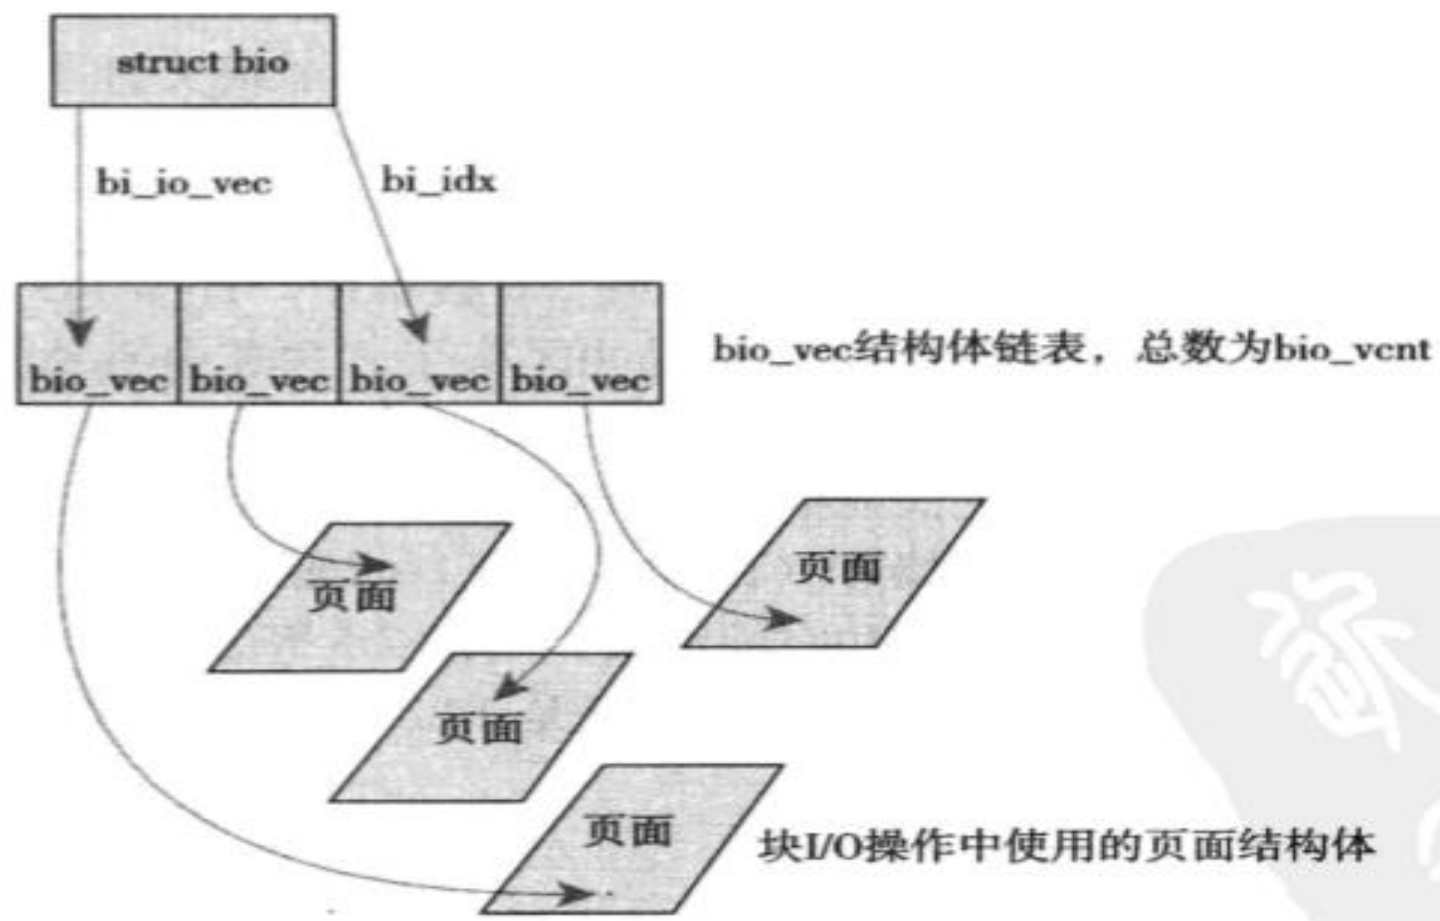 struct bio
bi_io_vec
bi_idx
bio_vec
bio_vec
bio_vec
bio_vec
bio_vec结构体链表，总数为bio_vcnt
页面
页面
页面
页面
块I/O操作中使用的页面结构体